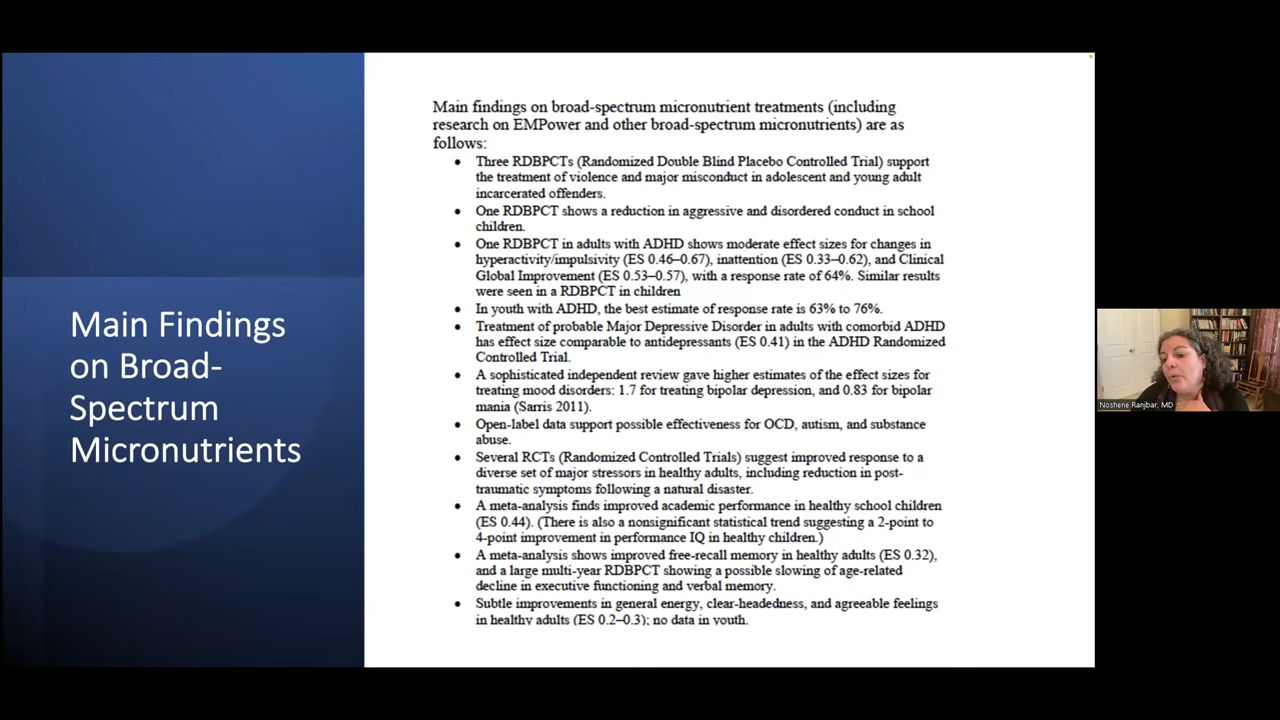 Main Findings
on Broad-
Spectrum
Micronutrients
Main findings on broad-spectrum micronutrient treatments (including
research on EMPower and other broad-spectrum micronutrients) are as
follows:
• Three RDBPCTs (Randomized Double Blind Placebo Controlled Trial) support
the treatment of violence and major misconduct in adolescent and young adult
incarcerated offenders.
• One RDBPCT shows a reduction in aggressive and disordered conduct in school
children.
• One RDBPCT in adults with ADHD shows moderate effect sizes for changes in
hyperactivity/impulsivity (ES 0.46–0.67), inattention (ES 0.33–0.62), and Clinical
Global Improvement (ES 0.53–0.57), with a response rate of 64%. Similar results
were seen in a RDBPCT in children
• In youth with ADHD, the best estimate of response rate is 63% to 76%.
• Treatment of probable Major Depressive Disorder in adults with comorbid ADHD
has effect size comparable to antidepressants (ES 0.41) in the ADHD Randomized
Controlled Trial.
• A sophisticated independent review gave higher estimates of the effect sizes for
treating mood disorders: 1.7 for treating bipolar depression, and 0.83 for bipolar
mania (Sarris 2011).
• Open-label data support possible effectiveness for OCD, autism, and substance
abuse.
• Several RCTs (Randomized Controlled Trials) suggest improved response to a
diverse set of major stressors in healthy adults, including reduction in post-
traumatic symptoms following a natural disaster.
• A meta-analysis finds improved academic performance in healthy school children
(ES 0.44). (There is also a nonsignificant statistical trend suggesting a 2-point to
4-point improvement in performance IQ in healthy children.)
• A meta-analysis shows improved free-recall memory in healthy adults (ES 0.32),
and a large multi-year RDBPCT showing a possible slowing of age-related
decline in executive functioning and verbal memory.
• Subtle improvements in general energy, clear-headedness, and agreeable feelings
in healthy adults (ES 0.2–0.3); no data in youth.
Noshene Ranjbar, MD